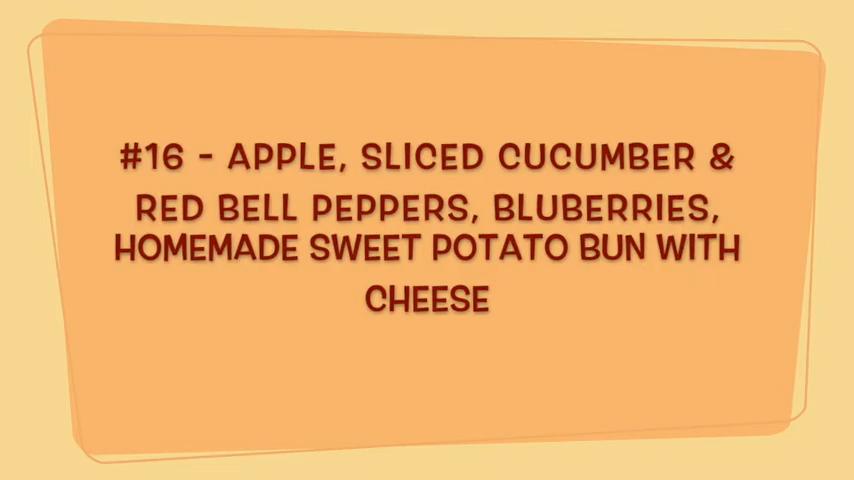 #16 - APPLE, SLICED CUCUMBER &
RED BELL PEPPERS, BLUBERRIES,
HOMEMADE SWEET POTATO BUN WITH
CHEESE